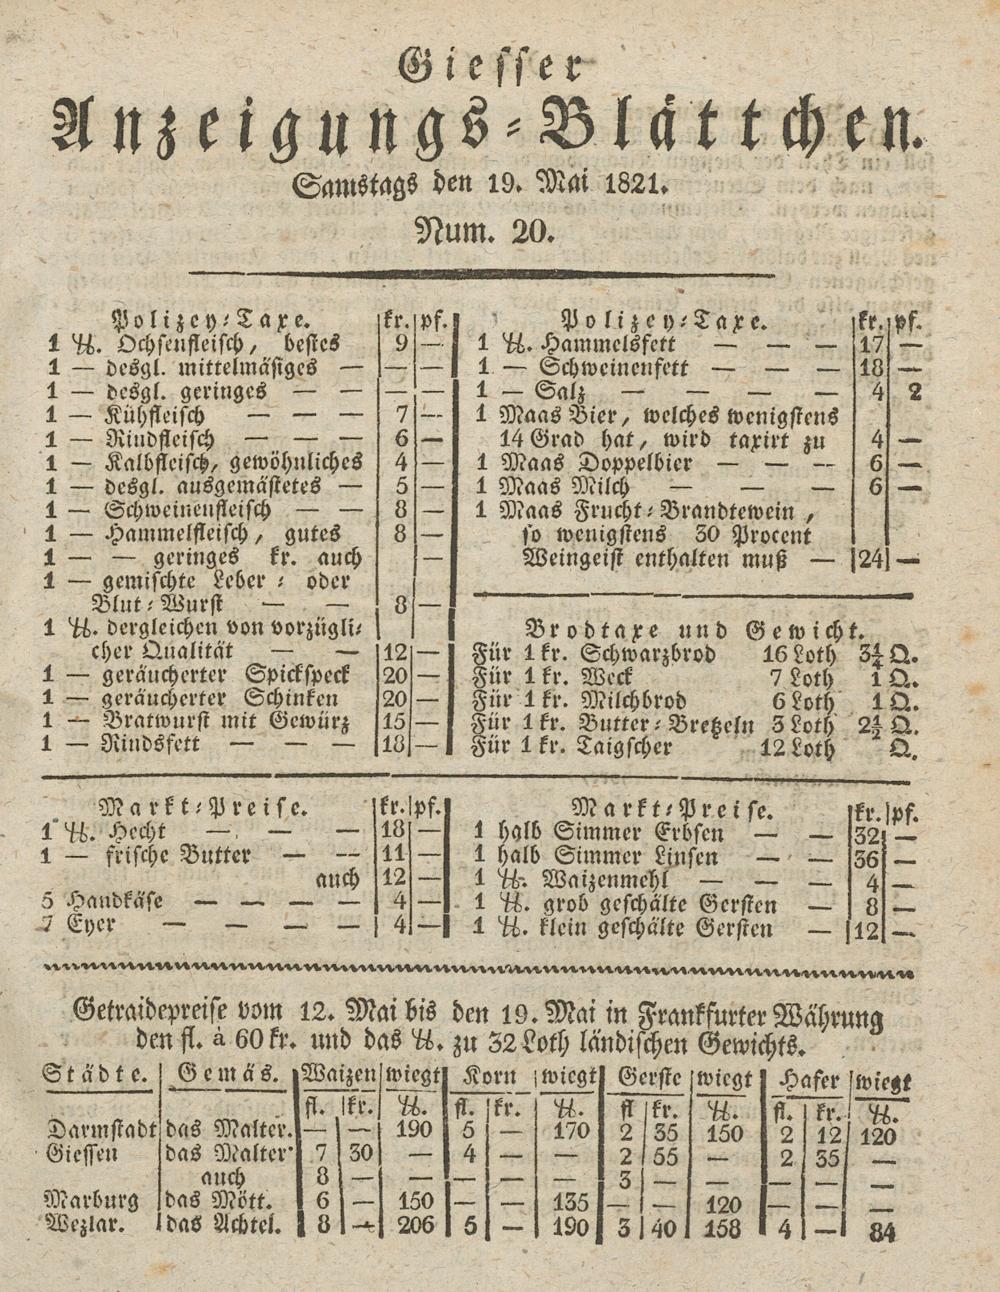 Giesser
Anzeigungs-Blättchen.
Samstags den 19. Mai 1821.
Num. 20.
Polizey-Taxe. kr. pf.
1 ℔. Ochsenfleisch, bestes 9 —
1 — desgl. mittelmäsiges — — —
1 — desgl. geringes — — — —
1 — Kühfleisch — — — 7 —
1 — Rindfleisch — — — 6 —
1 — Kalbfleisch, gewöhnliches 4 —
1 — desgl. ausgemästetes — 5 —
1 — Schweinenfleisch — — 8 —
1 — Hammelfleisch, gutes 8 —
1 — — geringes kr. auch —
1 — gemischte Leber- oder
Blut-Wurst — — 8 —
1 ℔. dergleichen von vorzügli-
cher Qualität — — 12 —
1 — geräucherter Spickspeck 20 —
1 — geräucherter Schinken 20 —
1 — Bratwurst mit Gewürz 15 —
1 — Rindsfett — — — 18 —
Polizey-Taxe. kr. pf.
1 ℔. Hammelsfett — — — 17 —
1 — Schweinenfett — — — 18 —
1 — Salz — — — — 4 2
1 Maas Bier, welches wenigstens
14 Grad hat, wird taxirt zu 4 —
1 Maas Doppelbier — — — 6 —
1 Maas Milch — — — 6 —
1 Maas Frucht-Brandtewein,
so wenigstens 30 Procent
Weingeist enthalten muß — 24 —
Brodtaxe und Gewicht.
Für 1 kr. Schwarzbrod 16 Loth 3½ Q.
Für 1 kr. Weck 7 Loth 1 Q.
Für 1 kr. Milchbrod 6 Loth 1 Q.
Für 1 kr. Butter-Bretzeln 3 Loth 2½ Q.
Für 1 kr. Taigscher 12 Loth Q.
Markt-Preise. kr. pf.
1 ℔. Hecht — — — 18 —
1 — frische Butter — — 11 —
auch 12 —
5 Handkäse — — — — 4 —
7 Eyer — — — — 4 —
Markt-Preise. kr. pf.
1 halb Simmer Erbsen — — 32 —
1 halb Simmer Linsen — — 36 —
1 ℔. Waizenmehl — — — 4 —
1 ℔. grob geschälte Gersten — 8 —
1 ℔. klein geschälte Gersten — 12 —
Getraidepreise vom 12. Mai bis den 19. Mai in Frankfurter Währung
den fl. à 60 kr. und das ℔. zu 32 Loth ländischen Gewichts.
Städte. Gemäs. Waizen wiegt Korn wiegt Gerste wiegt Hafer wiegt
fl. kr. ℔. fl. kr. ℔. fl kr. ℔. fl. kr. ℔.
Darmstadt das Malter. — — 190 5 — 170 2 35 150 2 12 120
Giessen das Malter 7 30 — 4 — — 2 55 — 2 35 —
auch 8 — — — — — 3 — — — — —
Marburg das Mött. 6 — 150 — — 135 — — 120 — — —
Wezlar. das Achtel. 8 — 206 5 — 190 3 40 158 4 — 84